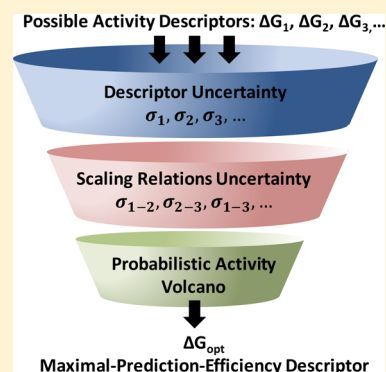 Possible Activity Descriptors: ΔG₁, ΔG₂, ΔG₃,...
Descriptor Uncertainty
σ₁, σ₂, σ₃, ...
Scaling Relations Uncertainty
σ₁₋₂, σ₂₋₃, σ₁₋₃, ...
Probabilistic Activity
Volcano
ΔGₒₚₜ
Maximal-Prediction-Efficiency Descriptor